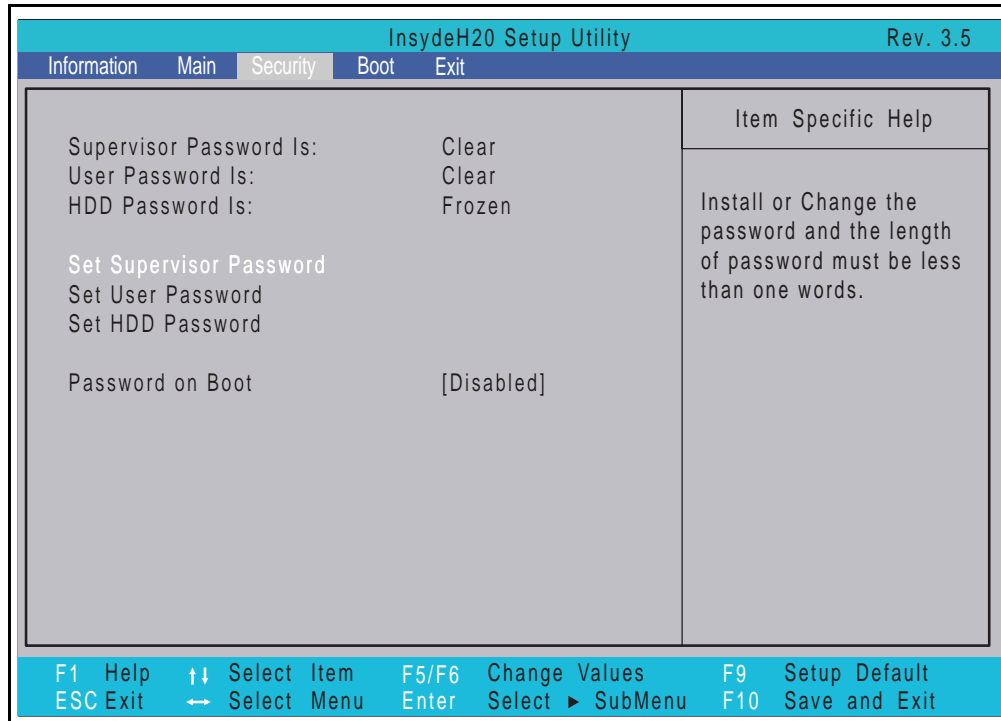 InsydeH20 Setup Utility Rev. 3.5
Information Main Security Boot Exit
Supervisor Password Is: Clear
User Password Is: Clear
HDD Password Is: Frozen
Set Supervisor Password
Set User Password
Set HDD Password
Password on Boot [Disabled]
Item Specific Help
Install or Change the
password and the length
of password must be less
than one words.
F1 Help ↑↓ Select Item F5/F6 Change Values F9 Setup Default
ESC Exit ↔ Select Menu Enter Select ► SubMenu F10 Save and Exit